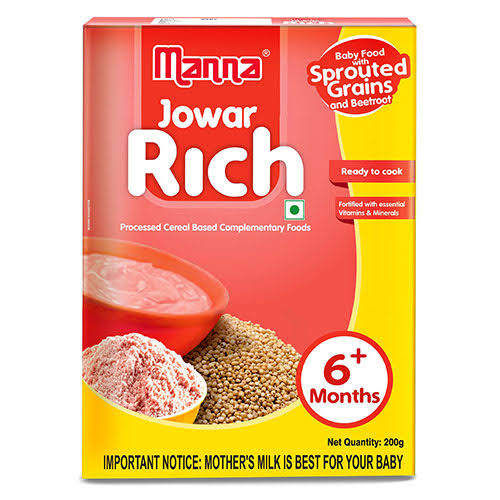 manna®
Baby Food
with
Sprouted
Grains
and Beetroot
Jowar
Rich
Ready to cook
Fortified with essential
Vitamins & Minerals
Processed Cereal Based Complementary Foods
6+
Months
Net Quantity: 200g
IMPORTANT NOTICE: MOTHER'S MILK IS BEST FOR YOUR BABY